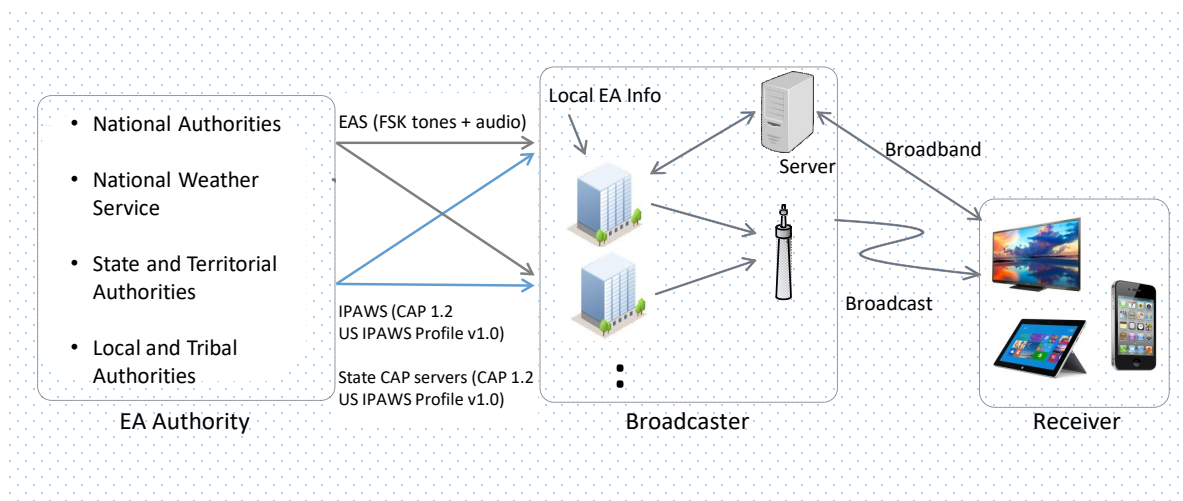 • National Authorities
• National Weather
Service
• State and Territorial
Authorities
• Local and Tribal
Authorities
EA Authority
EAS (FSK tones + audio)
IPAWS (CAP 1.2
US IPAWS Profile v1.0)
State CAP servers (CAP 1.2
US IPAWS Profile v1.0)
Local EA Info
Server
:
Broadcaster
Broadband
Broadcast
Receiver